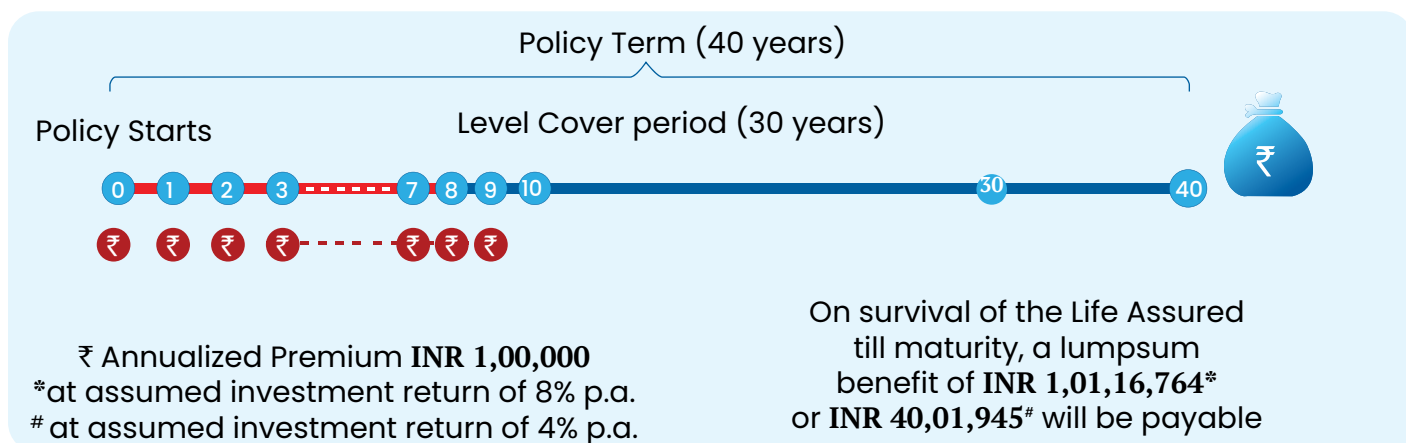 Policy Term (40 years)
Policy Starts
Level Cover period (30 years)
₹
0 1 2 3 7 8 9 10 30 40
₹ ₹ ₹ ₹ ₹ ₹ ₹
₹ Annualized Premium INR 1,00,000
*at assumed investment return of 8% p.a.
# at assumed investment return of 4% p.a.
On survival of the Life Assured
till maturity, a lumpsum
benefit of INR 1,01,16,764*
or INR 40,01,945# will be payable